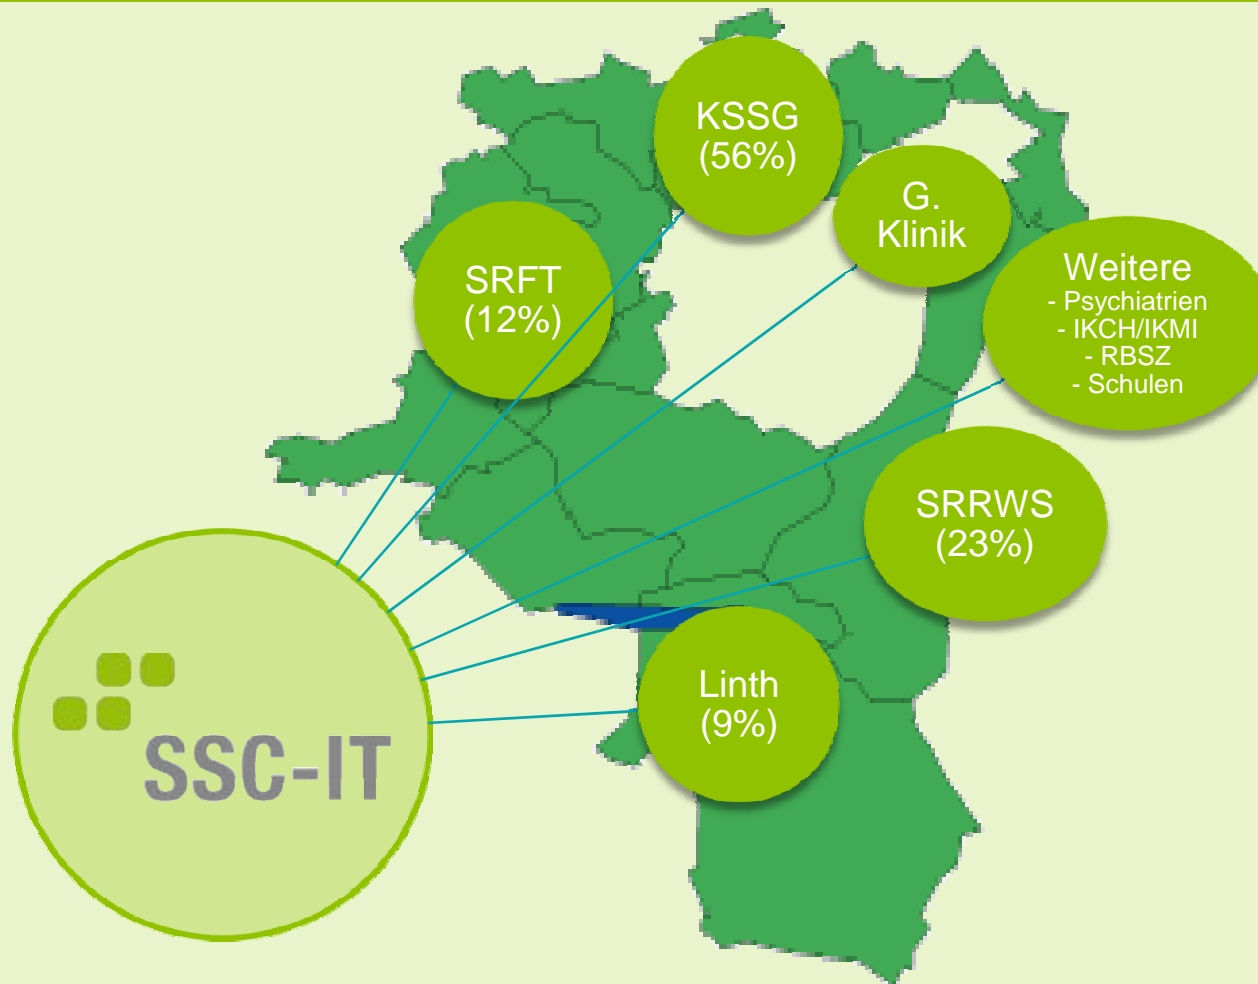 KSSG
(56%)
G.
Klinik
SRFT
(12%)
Weitere
- Psychiatrien
- IKCH/IKMI
- RBSZ
- Schulen
SRRWS
(23%)
Linth
(9%)
SSC-IT